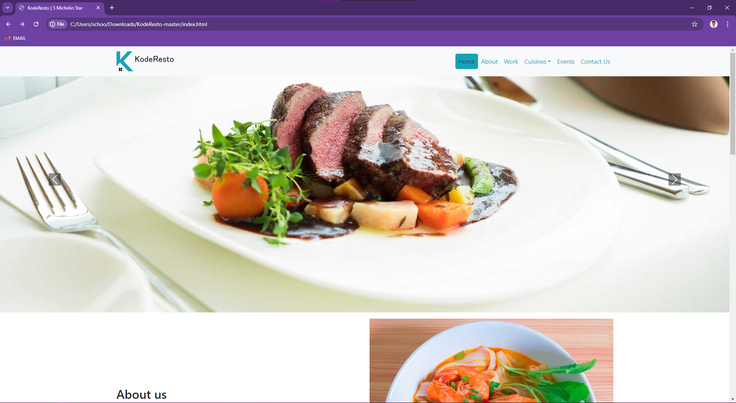 KodeResto | 5 Michelin Star
File
C:/Users/schoo/Downloads/KodeResto-master/index.html
EMAIL
KodeResto
Home
About
Work
Cuisines
Events
Contact Us
About us